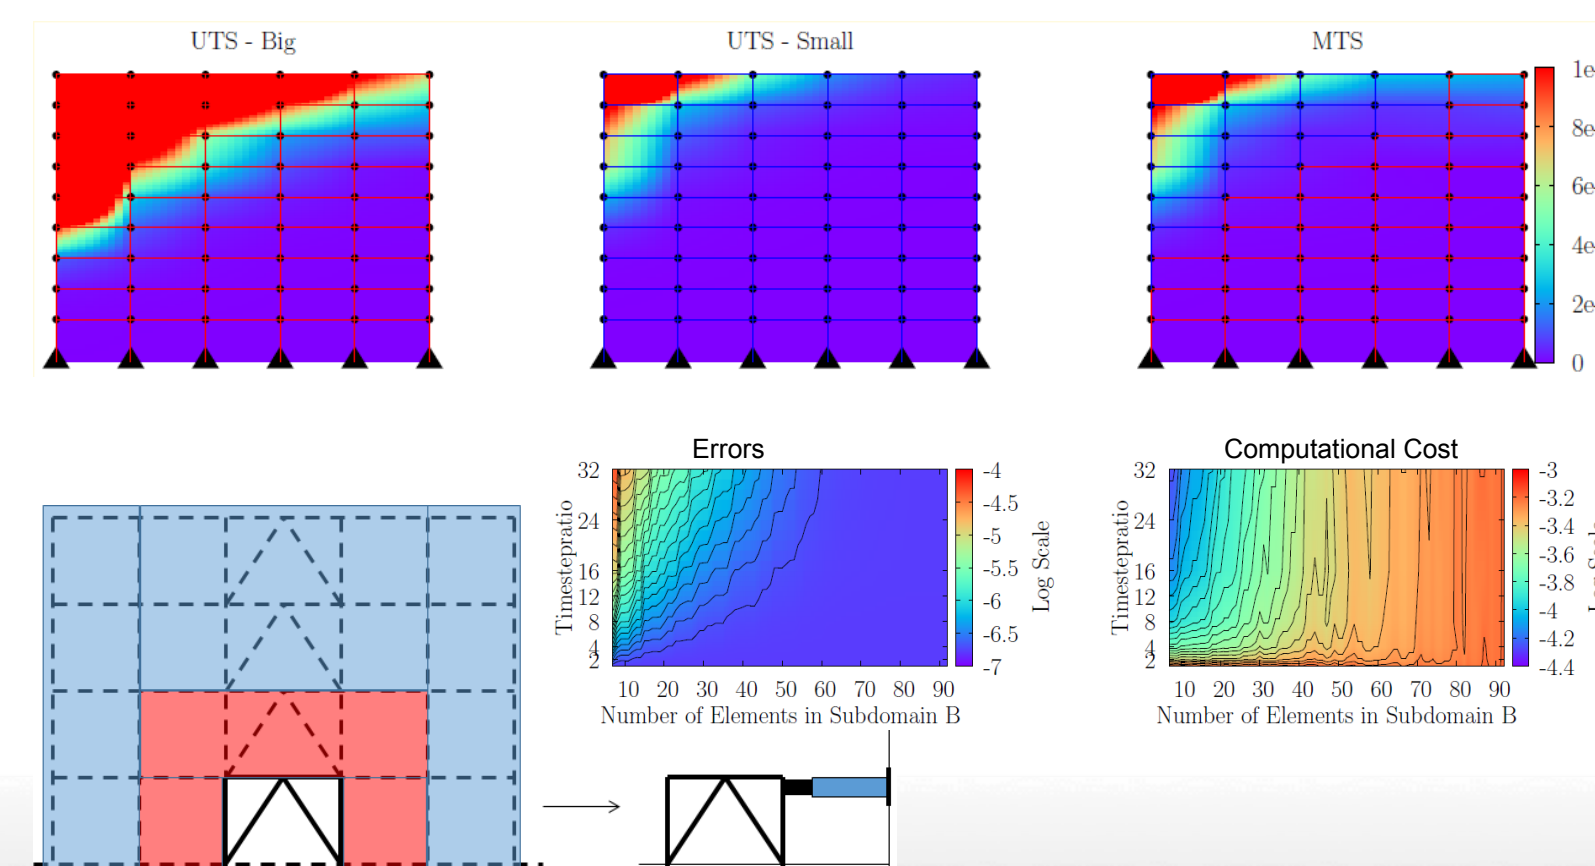 UTS - Big
UTS - Small
MTS
1e
8e
6e
4e
2e
0
Errors
32
24
16
12
8
4
2
Timestepratio
10 20 30 40 50 60 70 80 90
Number of Elements in Subdomain B
-4
-4.5
-5
-5.5
-6
-6.5
-7
Log Scale
Computational Cost
32
24
16
12
8
4
2
Timestepratio
10 20 30 40 50 60 70 80 90
Number of Elements in Subdomain B
-3
-3.2
-3.4
-3.6
-3.8
-4
-4.2
-4.4